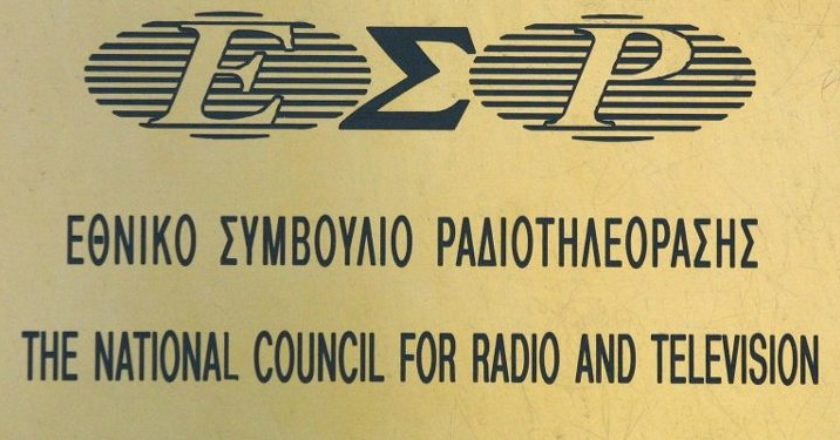 ΕΣΡ
ΕΘΝΙΚΟ ΣΥΜΒΟΥΛΙΟ ΡΑΔΙΟΤΗΛΕΟΡΑΣΗΣ
THE NATIONAL COUNCIL FOR RADIO AND TELEVISION